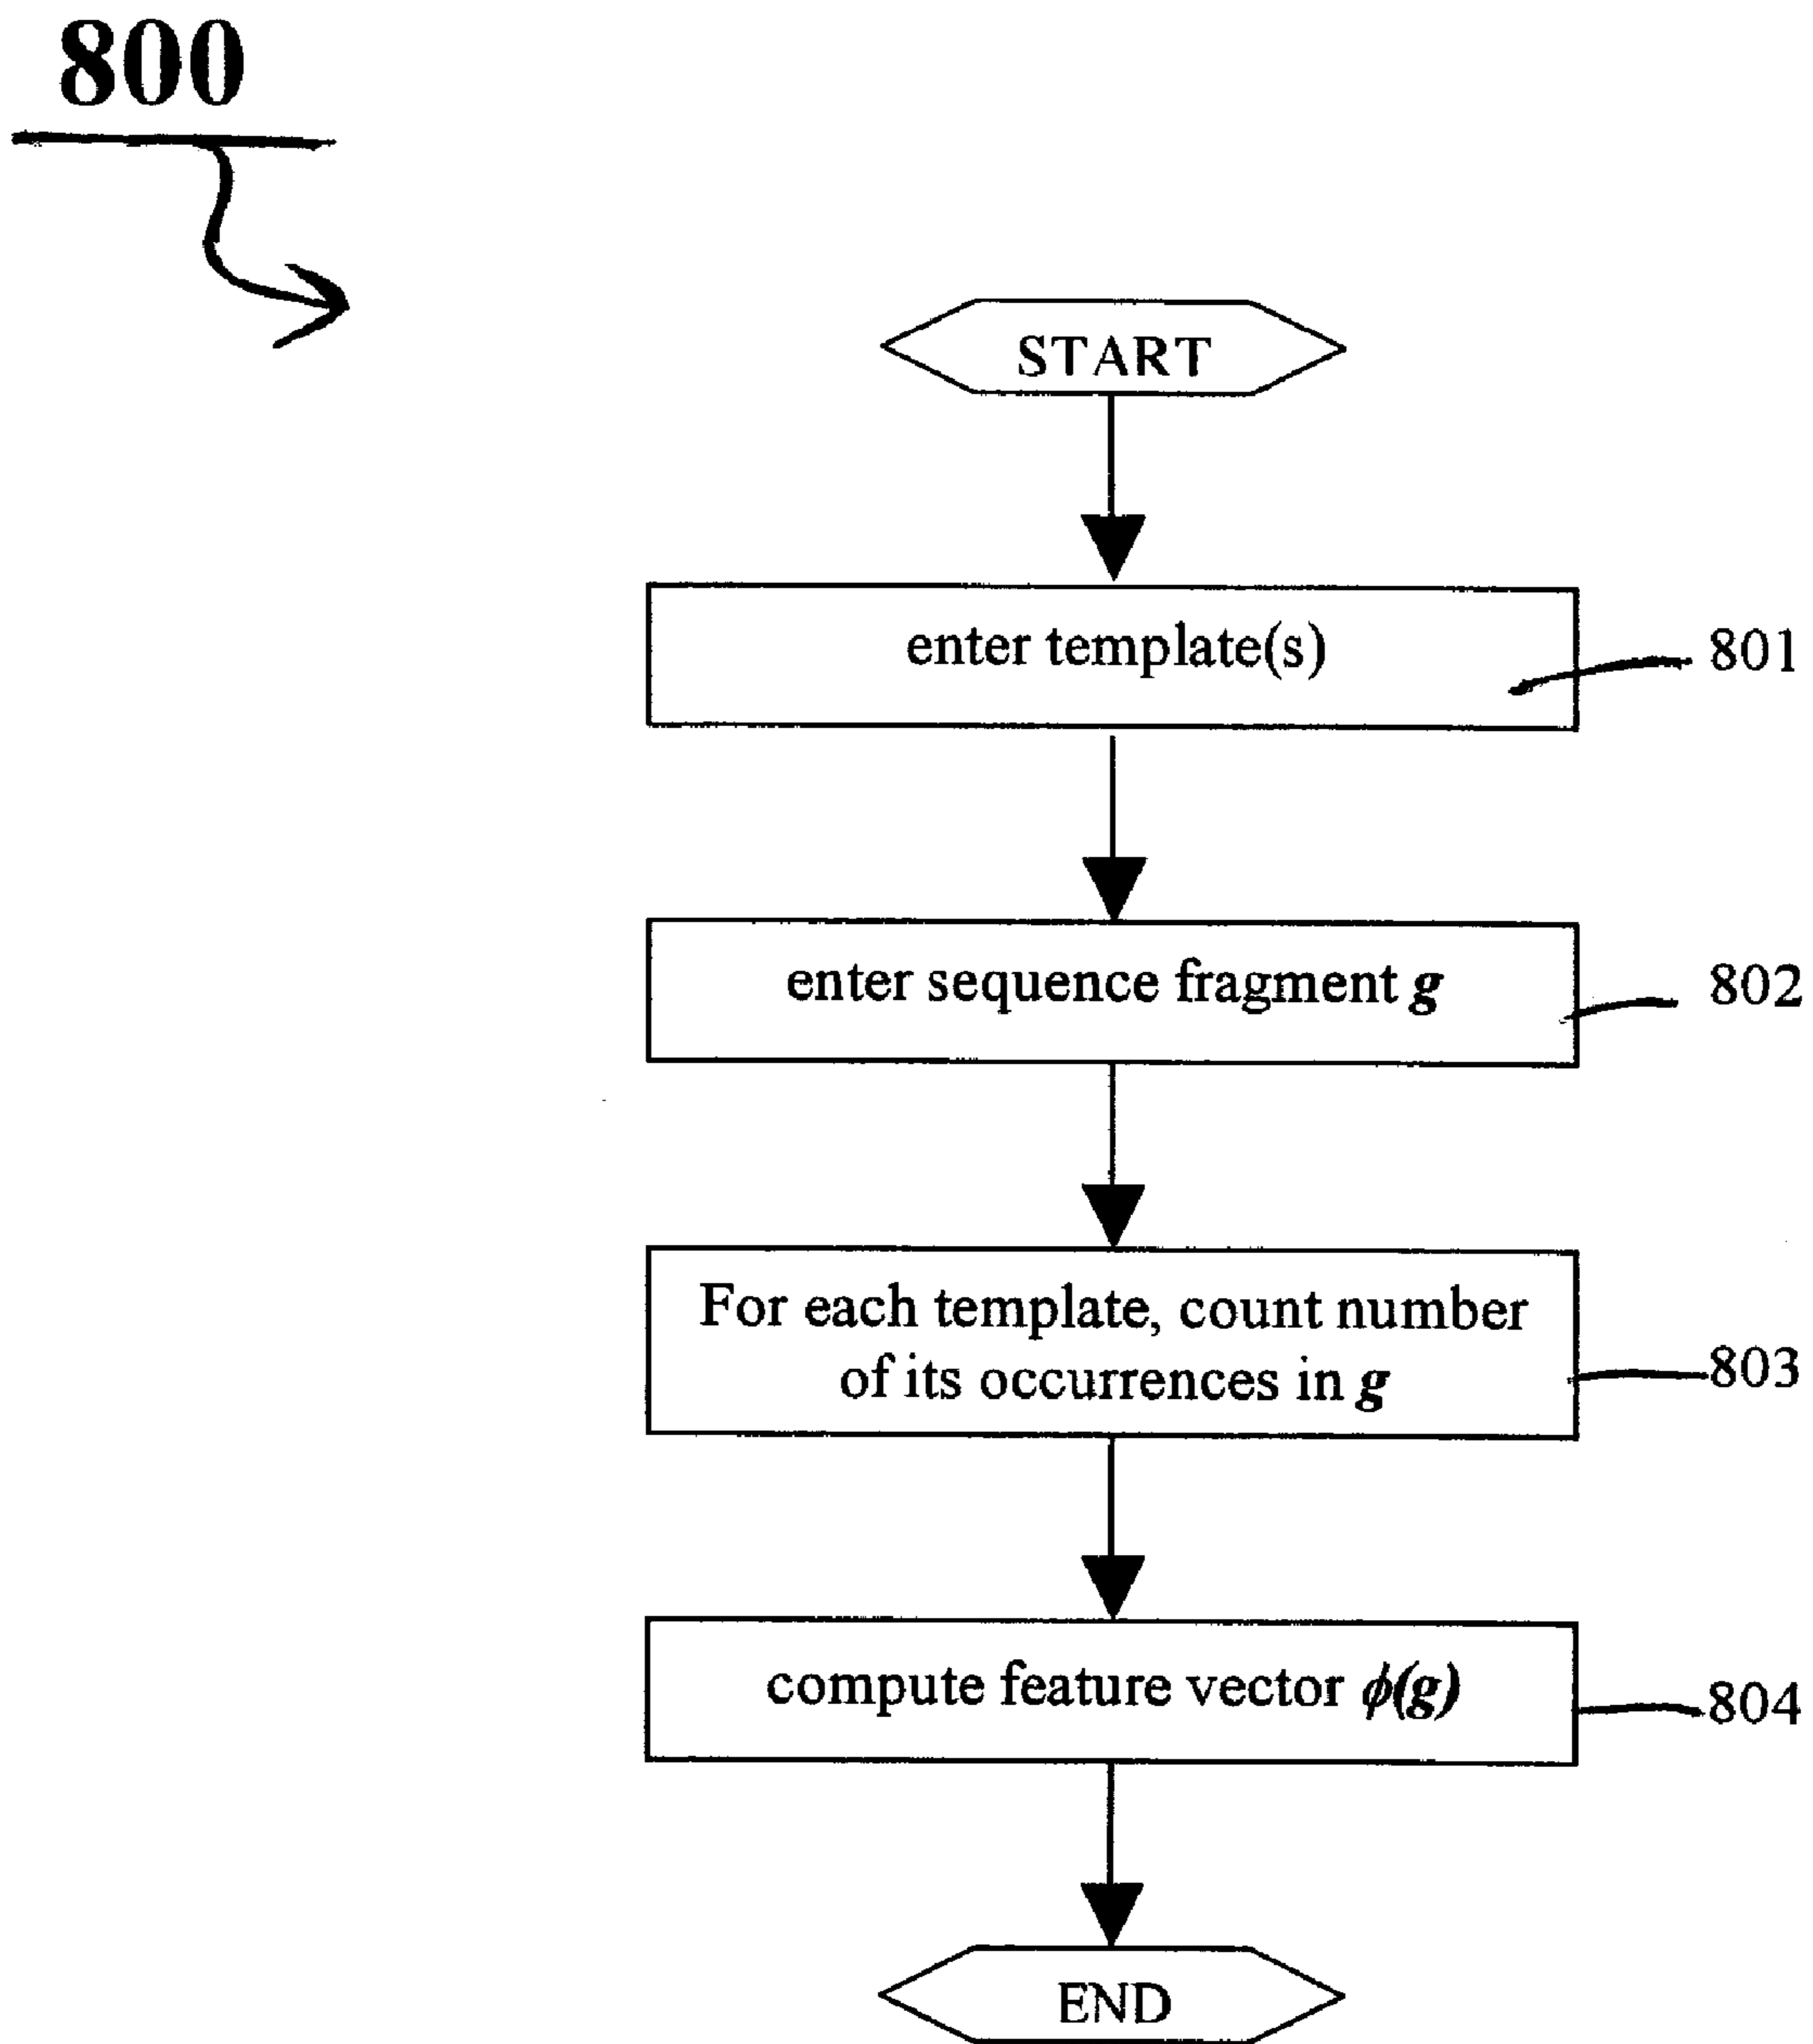 800
START
enter template(s)
801
enter sequence fragment g
802
For each template, count number
of its occurrences in g
803
compute feature vector ϕ(g)
804
END